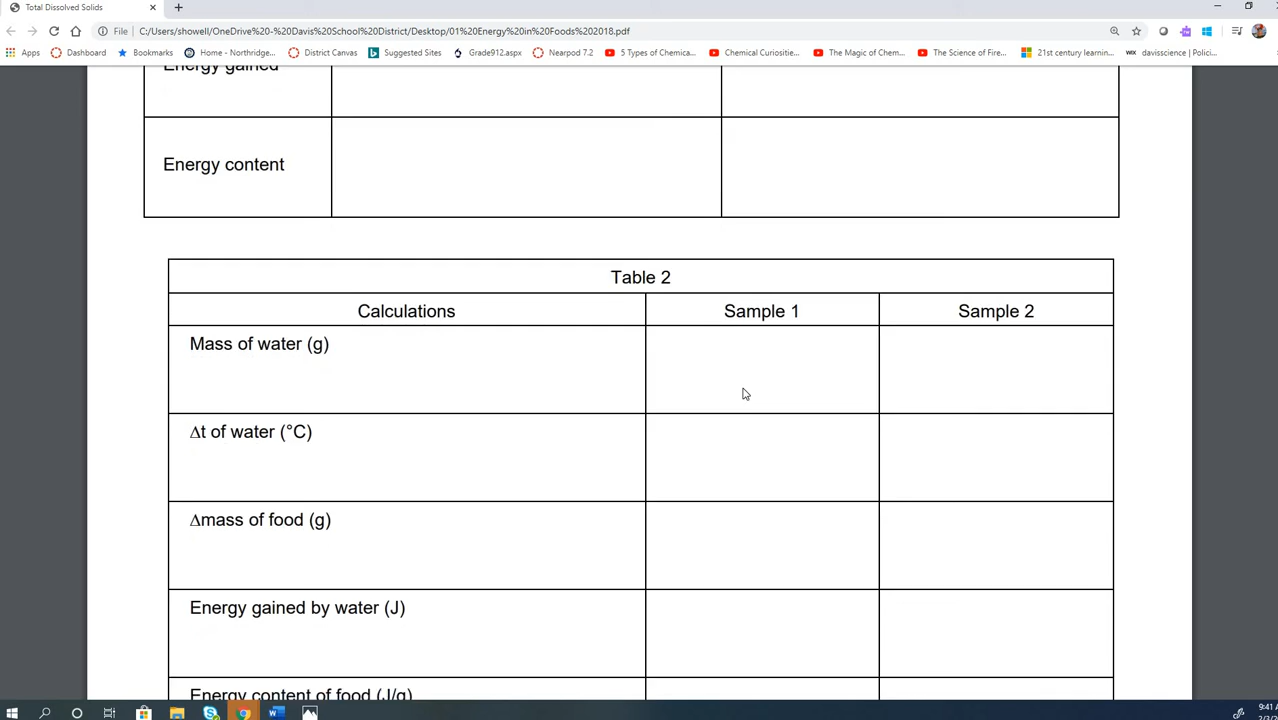 Total Dissolved Solids
File C:/Users/showell/OneDrive%20-%20Davis%20School%20District/Desktop/01%20Energy%20in%20Foods%202018.pdf
Apps Dashboard Bookmarks Home - Northridge... District Canvas Suggested Sites Grade912.aspx Nearpod 7.2 5 Types of Chemica... Chemical Curiositie... The Magic of Chem... The Science of Fire... 21st century learnin... WiX davisscience | Polici...
Energy gained
Energy content
Table 2
Calculations Sample 1 Sample 2
Mass of water (g)
Δt of water (°C)
Δmass of food (g)
Energy gained by water (J)
Energy content of food (J/g)
9:41